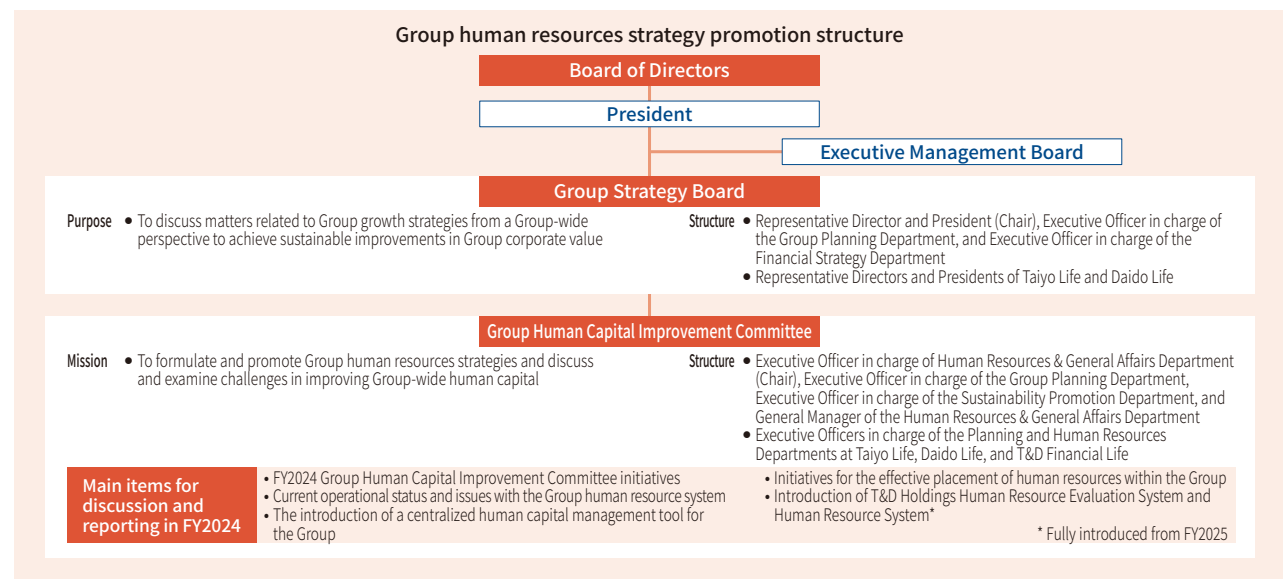 Group human resources strategy promotion structure
Board of Directors
President
Executive Management Board
Group Strategy Board
Purpose
• To discuss matters related to Group growth strategies from a Group-wide
perspective to achieve sustainable improvements in Group corporate value
Structure
• Representative Director and President (Chair), Executive Officer in charge of
the Group Planning Department, and Executive Officer in charge of the
Financial Strategy Department
• Representative Directors and Presidents of Taiyo Life and Daido Life
Group Human Capital Improvement Committee
Mission
• To formulate and promote Group human resources strategies and discuss
and examine challenges in improving Group-wide human capital
Structure
• Executive Officer in charge of Human Resources & General Affairs Department
(Chair), Executive Officer in charge of the Group Planning Department,
Executive Officer in charge of the Sustainability Promotion Department, and
General Manager of the Human Resources & General Affairs Department
• Executive Officers in charge of the Planning and Human Resources
Departments at Taiyo Life, Daido Life, and T&D Financial Life
Main items for
discussion and
reporting in FY2024
• FY2024 Group Human Capital Improvement Committee initiatives
• Current operational status and issues with the Group human resource system
• The introduction of a centralized human capital management tool for
the Group
• Initiatives for the effective placement of human resources within the Group
• Introduction of T&D Holdings Human Resource Evaluation System and
Human Resource System*
* Fully introduced from FY2025